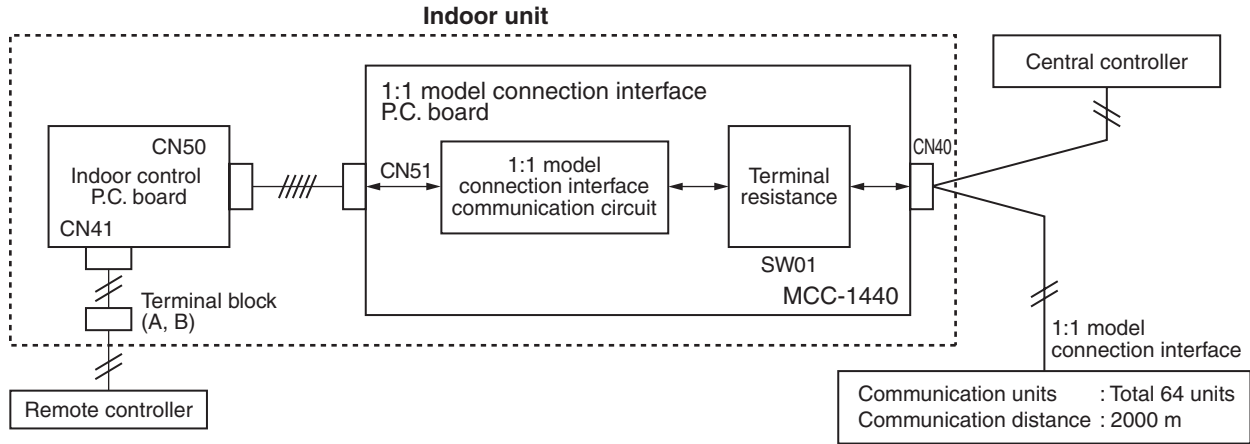 Indoor unit
Central controller
1:1 model connection interface
P.C. board
CN50
Indoor control
P.C. board
CN41
CN51
1:1 model
connection interface
communication circuit
Terminal
resistance
CN40
SW01
MCC-1440
Terminal block
(A, B)
Remote controller
1:1 model
connection interface
Communication units : Total 64 units
Communication distance : 2000 m